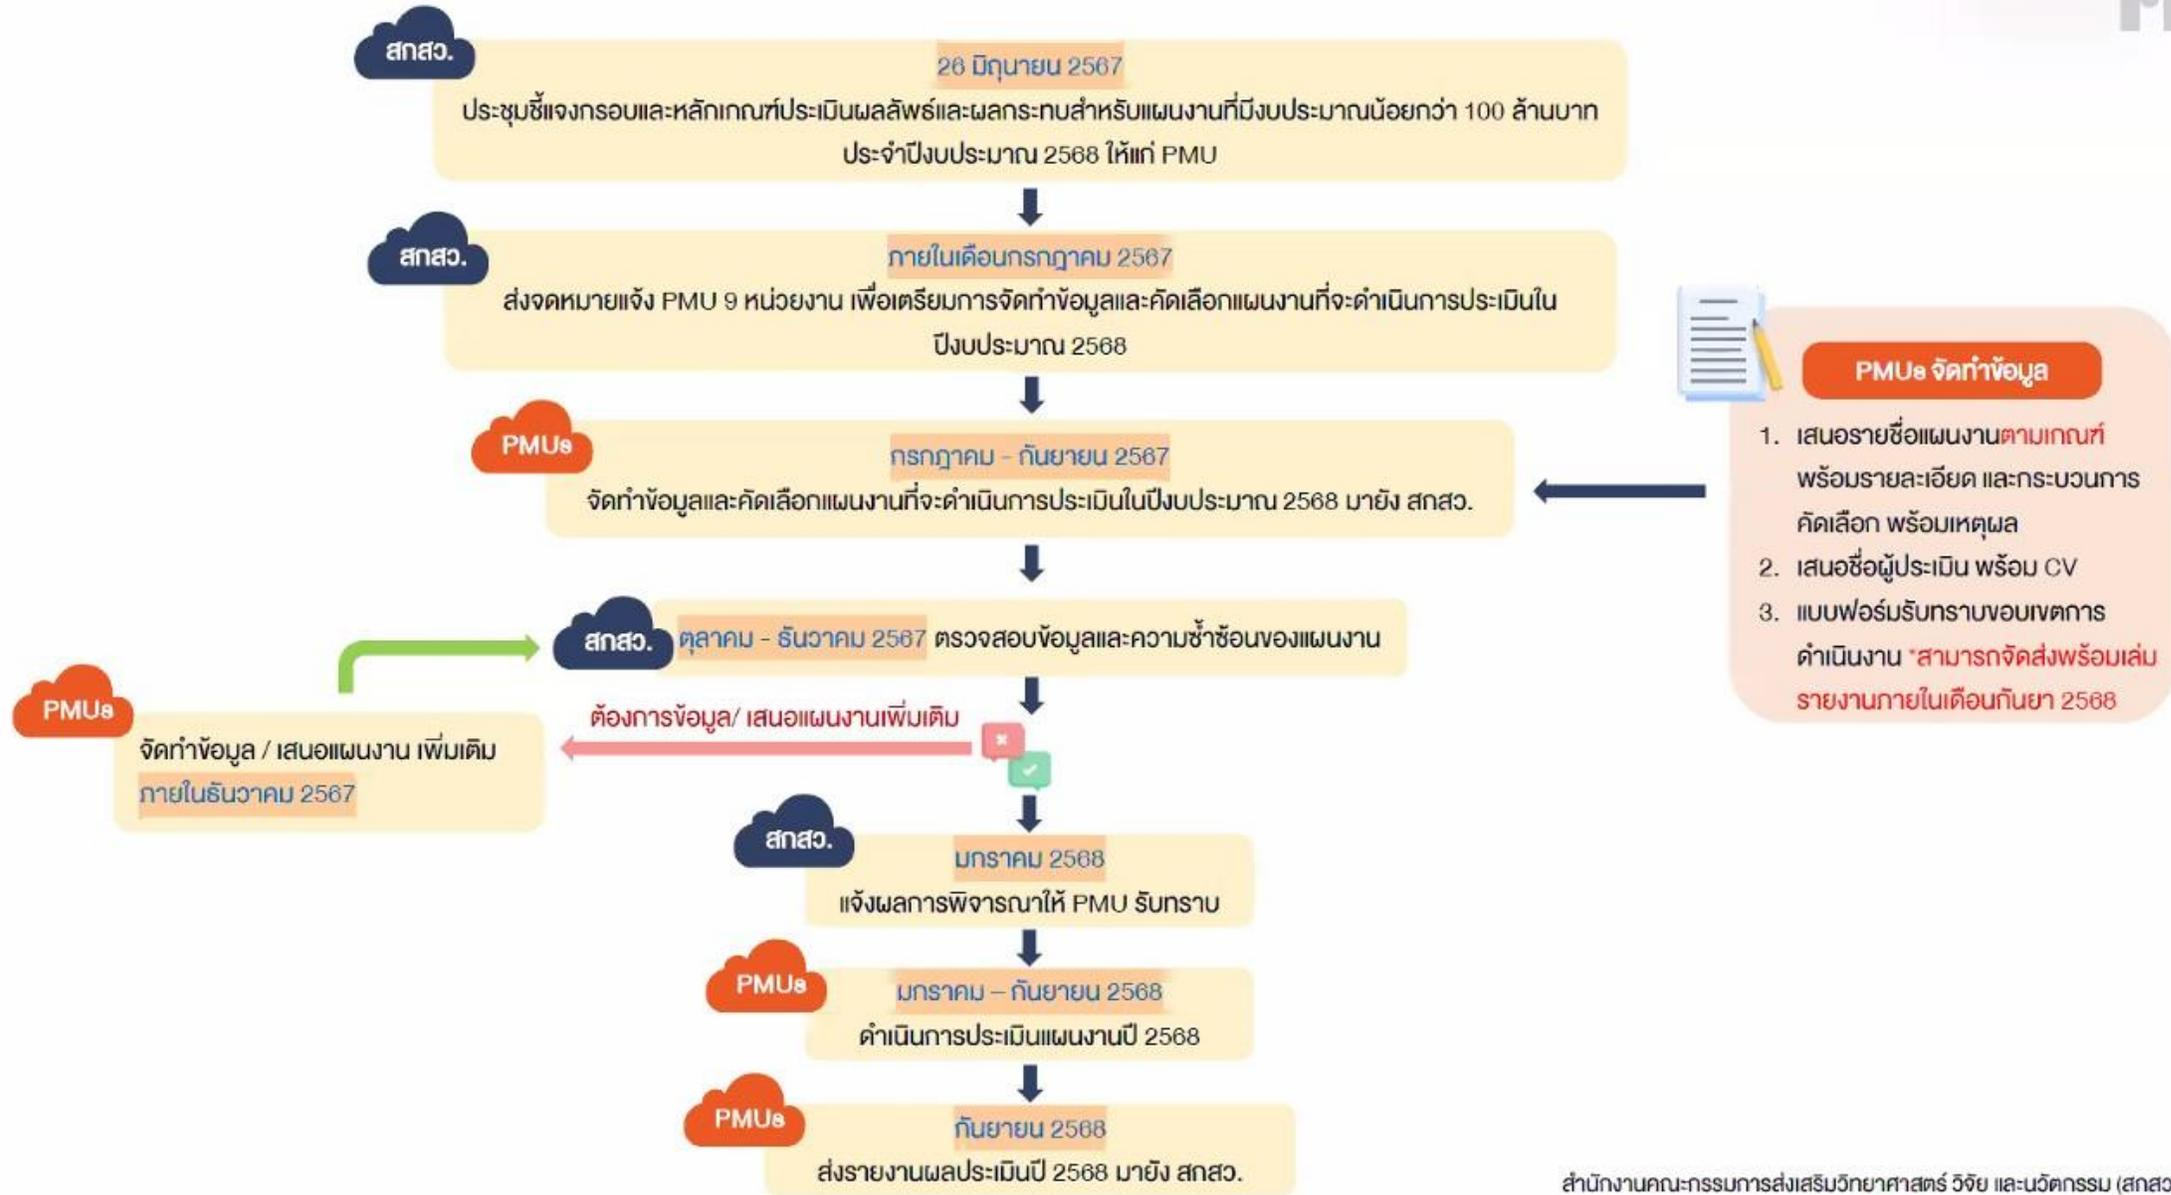 สกสว.
26 มิถุนายน 2567
ประชุมชี้แจงกรอบและหลักเกณฑ์ประเมินผลลัพธ์และผลกระทบสำหรับแผนงานที่มีงบประมาณน้อยกว่า 100 ล้านบาท
ประจำปีงบประมาณ 2568 ให้แก่ PMU
สกสว.
ภายในเดือนกรกฎาคม 2567
ส่งจดหมายแจ้ง PMU 9 หน่วยงาน เพื่อเตรียมการจัดทำข้อมูลและคัดเลือกแผนงานที่จะดำเนินการประเมินใน
ปีงบประมาณ 2568
PMUs
กรกฎาคม - กันยายน 2567
จัดทำข้อมูลและคัดเลือกแผนงานที่จะดำเนินการประเมินในปีงบประมาณ 2568 มายัง สกสว.
PMUs จัดทำข้อมูล
1. เสนอรายชื่อแผนงานตามเกณฑ์
พร้อมรายละเอียด และกระบวนการ
คัดเลือก พร้อมเหตุผล
2. เสนอชื่อผู้ประเมิน พร้อม CV
3. แบบฟอร์มรับทราบขอบเขตการ
ดำเนินงาน *สามารถจัดส่งพร้อมเล่ม
รายงานภายในเดือนกันยา 2568
สกสว.
ตุลาคม - ธันวาคม 2567 ตรวจสอบข้อมูลและความซ้ำซ้อนของแผนงาน
ต้องการข้อมูล/ เสนอแผนงานเพิ่มเติม
PMUs
จัดทำข้อมูล / เสนอแผนงาน เพิ่มเติม
ภายในธันวาคม 2567
สกสว.
มกราคม 2568
แจ้งผลการพิจารณาให้ PMU รับทราบ
PMUs
มกราคม – กันยายน 2568
ดำเนินการประเมินแผนงานปี 2568
PMUs
กันยายน 2568
ส่งรายงานผลประเมินปี 2568 มายัง สกสว.
สำนักงานคณะกรรมการส่งเสริมวิทยาศาสตร์ วิจัย และนวัตกรรม (สกสว